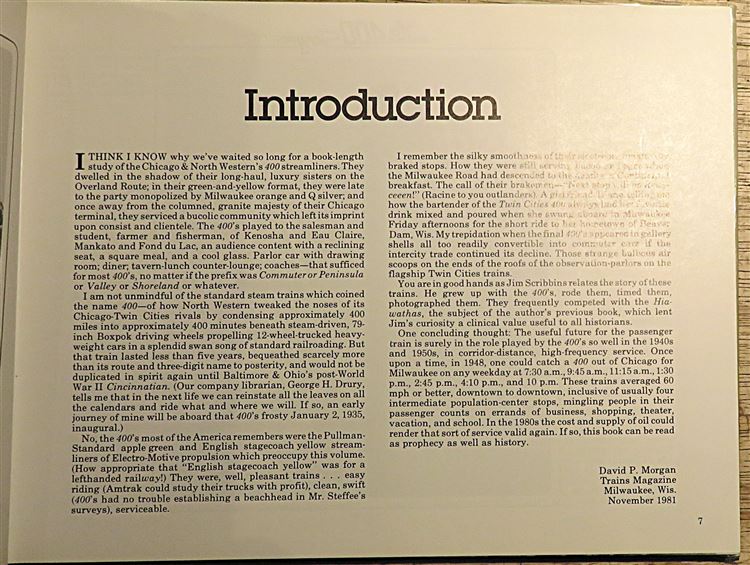 Introduction
I THINK I KNOW why we've waited so long for a book-length
study of the Chicago & North Western's 400 streamliners. They
dwelled in the shadow of their long-haul, luxury sisters on the
Overland Route; in their green-and-yellow format, they were late
to the party monopolized by Milwaukee orange and Q silver; and
once away from the columned, granite majesty of their Chicago
terminal, they serviced a bucolic community which left its imprint
upon consist and clientele. The 400's played to the salesman and
student, farmer and fisherman, of Kenosha and Eau Claire,
Mankato and Fond du Lac, an audience content with a reclining
seat, a square meal, and a cool glass. Parlor car with drawing
room; diner; tavern-lunch counter-lounge; coaches—that sufficed
for most 400's, no matter if the prefix was Commuter or Peninsula
or Valley or Shoreland or whatever.
I am not unmindful of the standard steam trains which coined
the name 400—of how North Western tweaked the noses of its
Chicago-Twin Cities rivals by condensing approximately 400
miles into approximately 400 minutes beneath steam-driven, 79-
inch Boxpok driving wheels propelling 12-wheel-trucked heavy-
weight cars in a splendid swan song of standard railroading. But
that train lasted less than five years, bequeathed scarcely more
than its route and three-digit name to posterity, and would not be
duplicated in spirit again until Baltimore & Ohio's post-World
War II Cincinnatian. (Our company librarian, George H. Drury,
tells me that in the next life we can reinstate all the leaves on all
the calendars and ride what and where we will. If so, an early
journey of mine will be aboard that 400's frosty January 2, 1935,
inaugural.)
No, the 400's most of the America remembers were the Pullman-
Standard apple green and English stagecoach yellow stream-
liners of Electro-Motive propulsion which preoccupy this volume.
(How appropriate that "English stagecoach yellow" was for a
lefthanded railway!) They were, well, pleasant trains . . . easy
riding (Amtrak could study their trucks with profit), clean, swift
(400's had no trouble establishing a beachhead in Mr. Steffee's
surveys), serviceable.
I remember the silky smoothness of their
braked stops. How they were still serving
the Milwaukee Road had descended to the
breakfast. The call of their brakemen—"Next stop
(Racine to you outlanders). A
how the bartender of the Twin Cities 400 always had her
drink mixed and poured when she swung aboard in Milwaukee
Friday afternoons for the short ride to her hometown of Beaver
Dam, Wis. My trepidation when the final 400's appeared in gallery
shells all too readily convertible into commuter cars if the
intercity trade continued its decline. Those strange bulbous air
scoops on the ends of the roofs of the observation-parlors on the
flagship Twin Cities trains.
You are in good hands as Jim Scribbins relates the story of these
trains. He grew up with the 400's, rode them, timed them,
photographed them. They frequently competed with the Hia-
wathas, the subject of the author's previous book, which lent
Jim's curiosity a clinical value useful to all historians.
One concluding thought: The useful future for the passenger
train is surely in the role played by the 400's so well in the 1940s
and 1950s, in corridor-distance, high-frequency service. Once
upon a time, in 1948, one could catch a 400 out of Chicago for
Milwaukee on any weekday at 7:30 a.m., 9:45 a.m., 11:15 a.m., 1:30
p.m., 2:45 p.m., 4:10 p.m., and 10 p.m. These trains averaged 60
mph or better, downtown to downtown, inclusive of usually four
intermediate population-center stops, mingling people in their
passenger counts on errands of business, shopping, theater,
vacation, and school. In the 1980s the cost and supply of oil could
render that sort of service valid again. If so, this book can be read
as prophecy as well as history.
David P. Morgan
Trains Magazine
Milwaukee, Wis.
November 1981
7